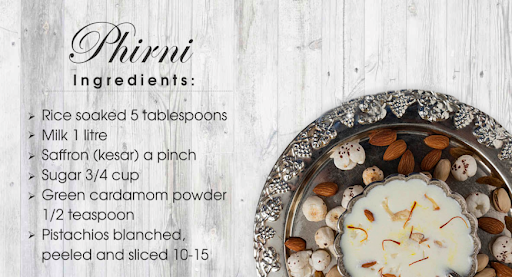 Phirni
Ingredients:
➢ Rice soaked 5 tablespoons
➢ Milk 1 litre
➢ Saffron (kesar) a pinch
➢ Sugar 3/4 cup
➢ Green cardamom powder
1/2 teaspoon
➢ Pistachios blanched,
peeled and sliced 10-15